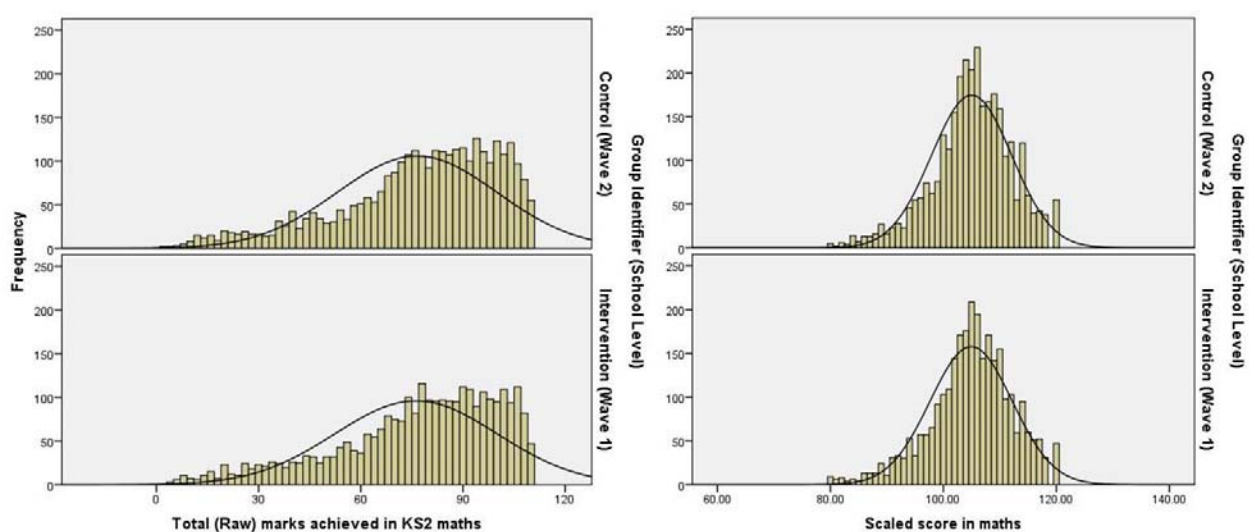 250
200
150
100
50
0
Control (Wave 2)
250
200
150
100
50
0
Intervention (Wave 1)
Frequency
Group Identifier (School Level)
0 30 60 90 120
Total (Raw) marks achieved in KS2 maths
250
200
150
100
50
0
Control (Wave 2)
250
200
150
100
50
0
Intervention (Wave 1)
Group Identifier (School Level)
60.00 80.00 100.00 120.00 140.00
Scaled score in maths